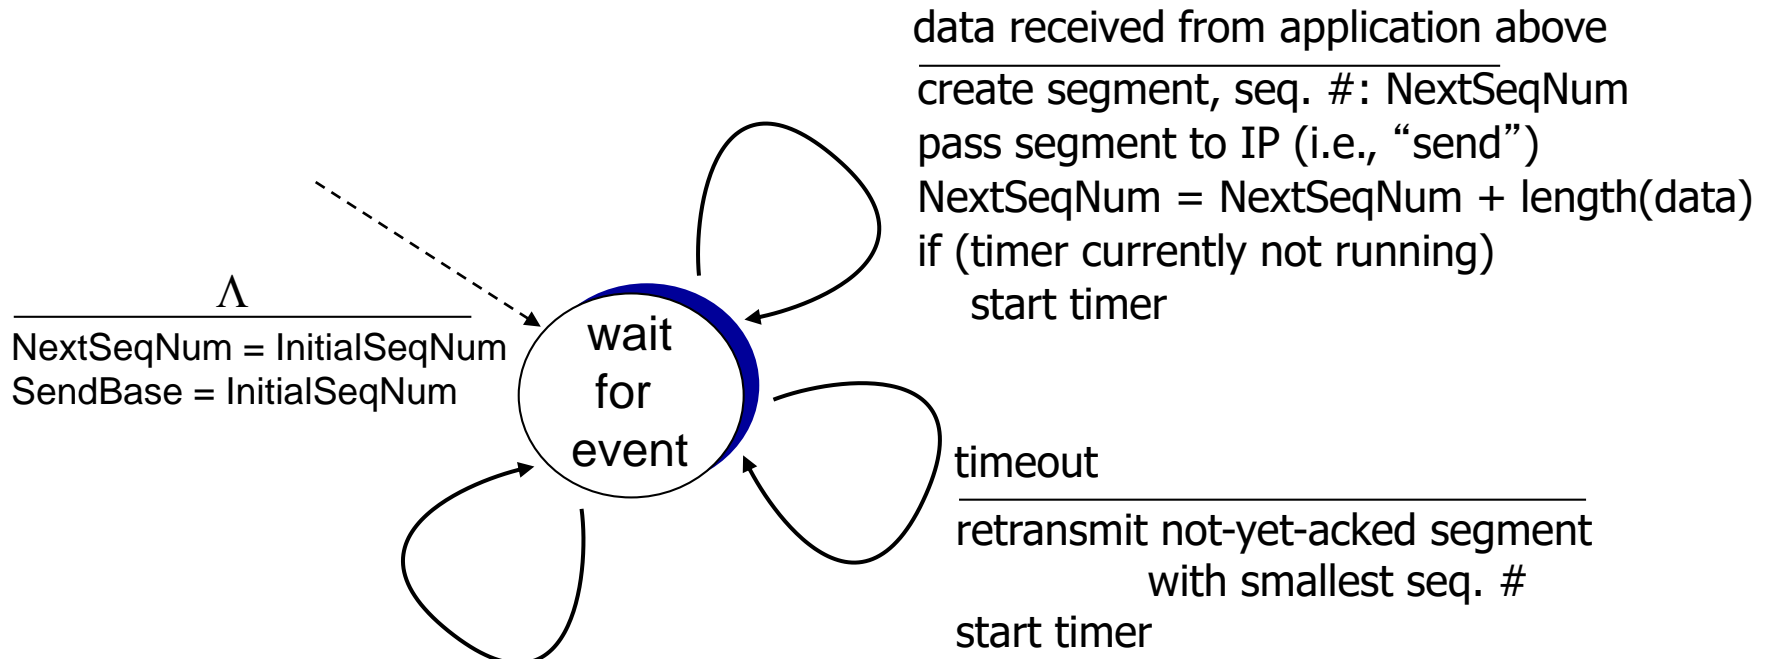 data received from application above
create segment, seq. #: NextSeqNum
pass segment to IP (i.e., “send”)
NextSeqNum = NextSeqNum + length(data)
if (timer currently not running)
start timer
Λ
NextSeqNum = InitialSeqNum
SendBase = InitialSeqNum
wait
for
event
timeout
retransmit not-yet-acked segment
with smallest seq. #
start timer